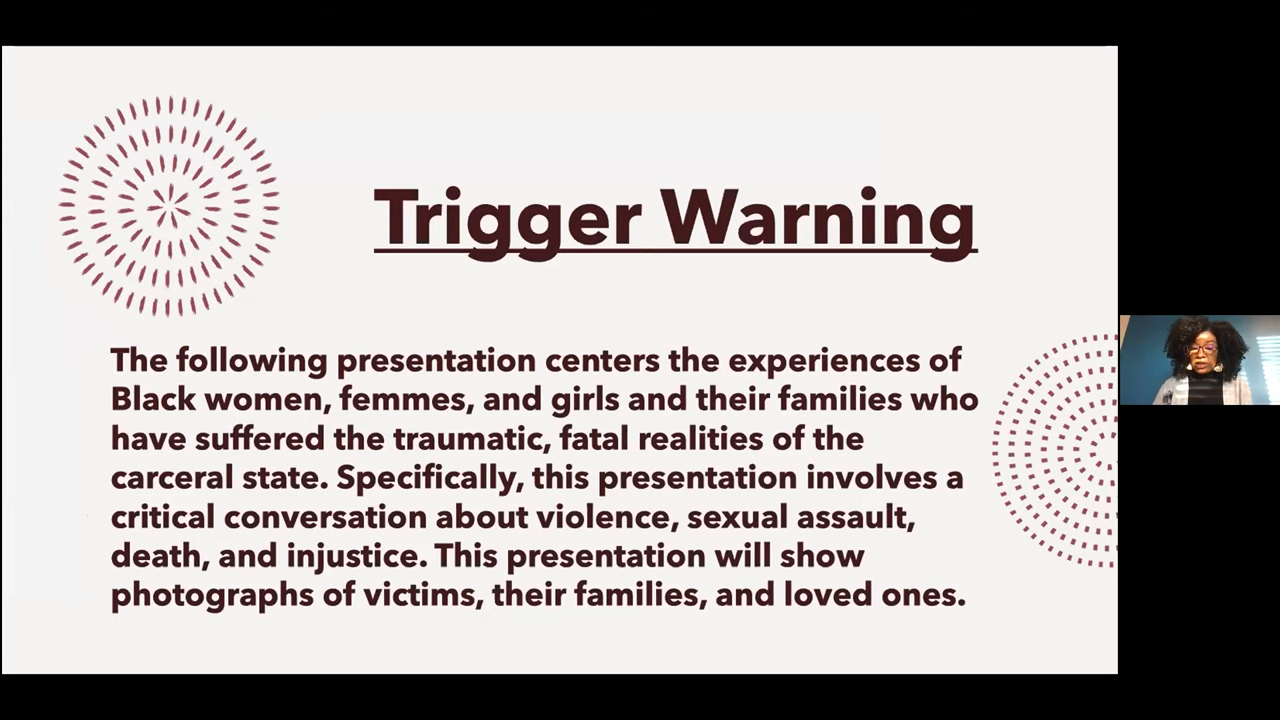 Trigger Warning
The following presentation centers the experiences of
Black women, femmes, and girls and their families who
have suffered the traumatic, fatal realities of the
carceral state. Specifically, this presentation involves a
critical conversation about violence, sexual assault,
death, and injustice. This presentation will show
photographs of victims, their families, and loved ones.